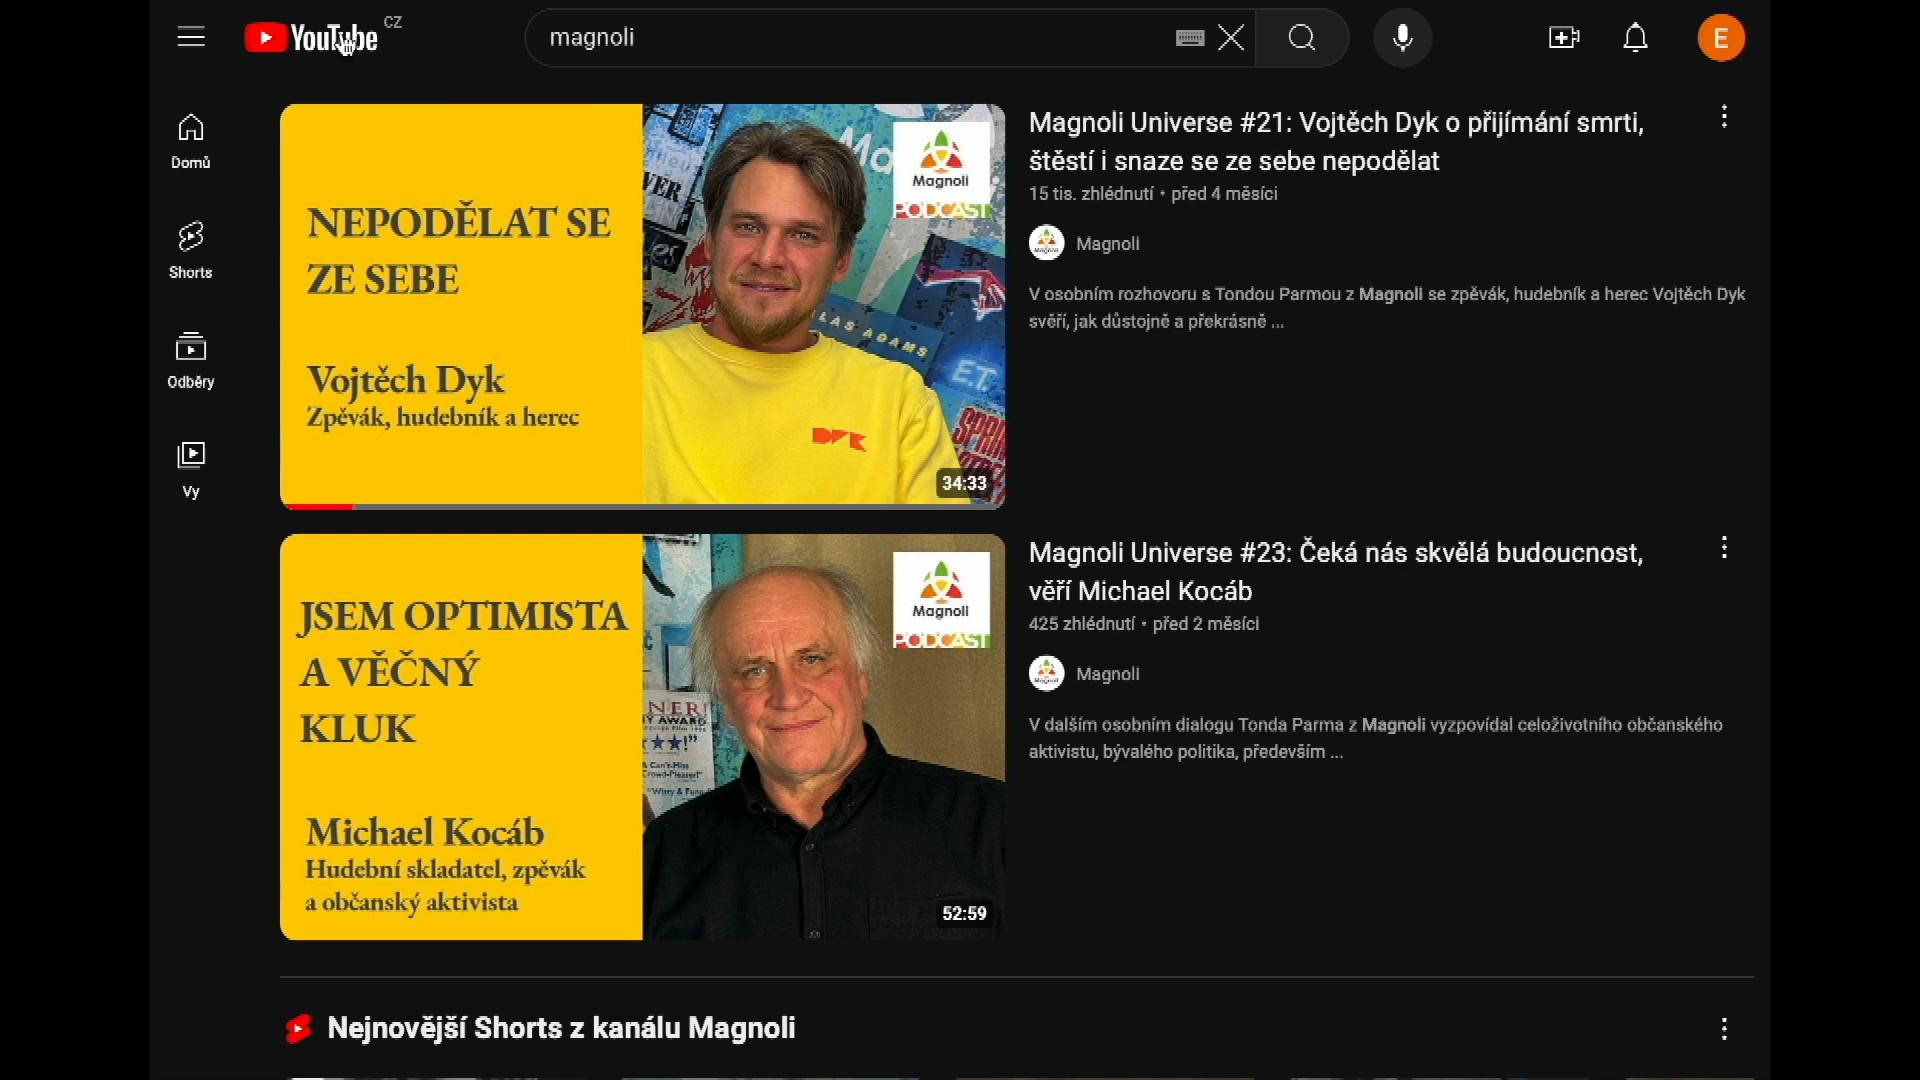 YouTube CZ
magnoli
E
Domů
Shorts
Odběry
Vy
NEPODĚLAT SE
ZE SEBE
Vojtěch Dyk
Zpěvák, hudebník a herec
Magnoli
PODCAST
LAS ADAMS
E.T.
34:33
Magnoli Universe #21: Vojtěch Dyk o přijímání smrti,
štěstí i snaze se ze sebe nepodělat
15 tis. zhlédnutí • před 4 měsíci
Magnoli
V osobním rozhovoru s Tondou Parmou z Magnoli se zpěvák, hudebník a herec Vojtěch Dyk
svěří, jak důstojně a překrásně ...
JSEM OPTIMISTA
A VĚČNÝ
KLUK
Michael Kocáb
Hudební skladatel, zpěvák
a občanský aktivista
Magnoli
PODCAST
52:59
Magnoli Universe #23: Čeká nás skvělá budoucnost,
věří Michael Kocáb
425 zhlédnutí • před 2 měsíci
Magnoli
V dalším osobním dialogu Tonda Parma z Magnoli vyzpovídal celoživotního občanského
aktivistu, bývalého politika, především ...
Nejnovější Shorts z kanálu Magnoli